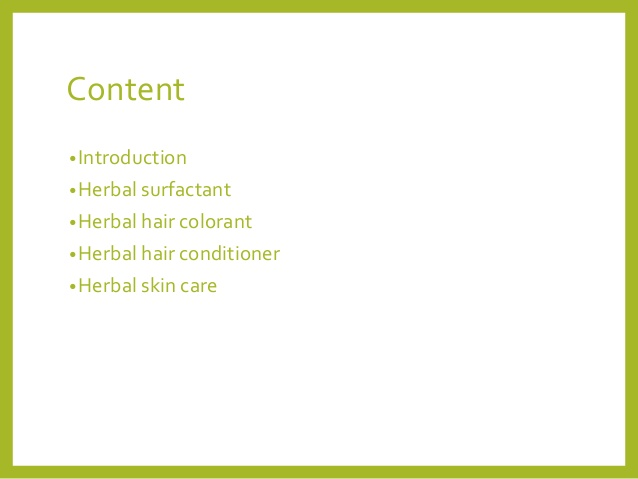 Content
•Introduction
•Herbal surfactant
•Herbal hair colorant
•Herbal hair conditioner
•Herbal skin care